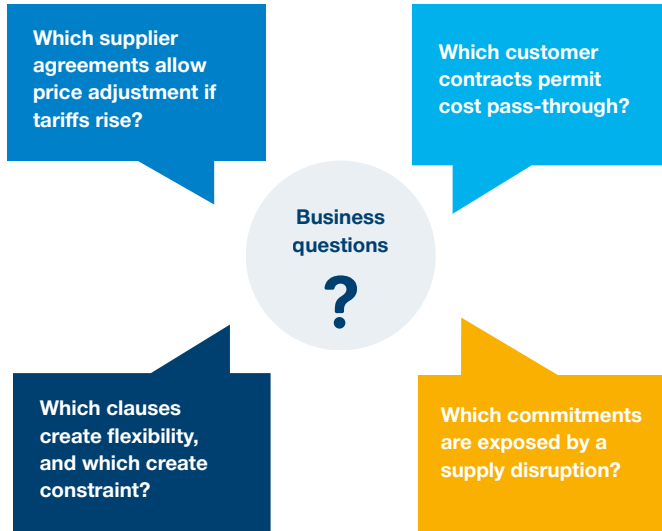 Which supplier
agreements allow
price adjustment if
tariffs rise?
Which customer
contracts permit
cost pass-through?
Business
questions
?
Which clauses
create flexibility,
and which create
constraint?
Which commitments
are exposed by a
supply disruption?